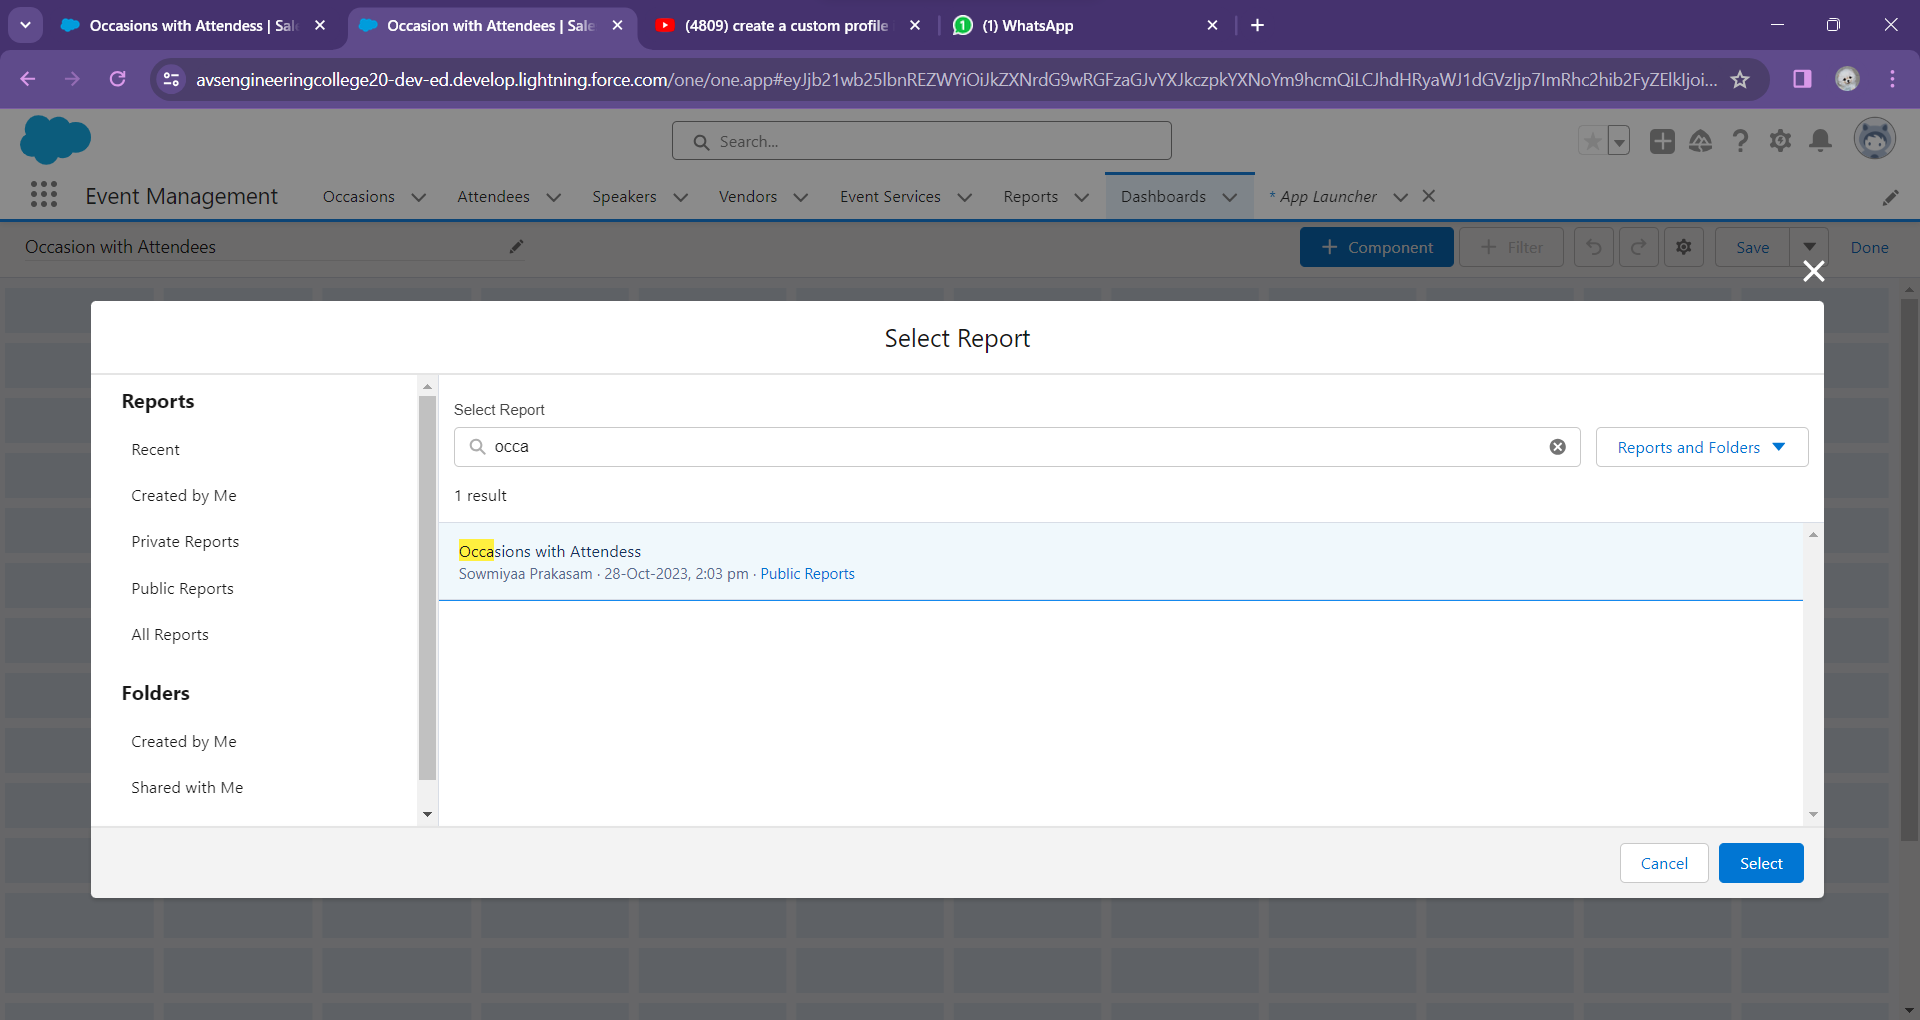 Occasions with Attendess | Sal
Occasion with Attendees | Sale
(4809) create a custom profile
(1) WhatsApp
avsengineeringcollege20-dev-ed.develop.lightning.force.com
Search...
Event Management
Occasions
Attendees
Speakers
Vendors
Event Services
Reports
Dashboards
* App Launcher
Occasion with Attendees
+ Component
+ Filter
Save
Done
Select Report
Reports
Recent
Created by Me
Private Reports
Public Reports
All Reports
Folders
Created by Me
Shared with Me
Select Report
occa
Reports and Folders
1 result
Occasions with Attendess
Sowmiyaa Prakasam · 28-Oct-2023, 2:03 pm · Public Reports
Cancel
Select